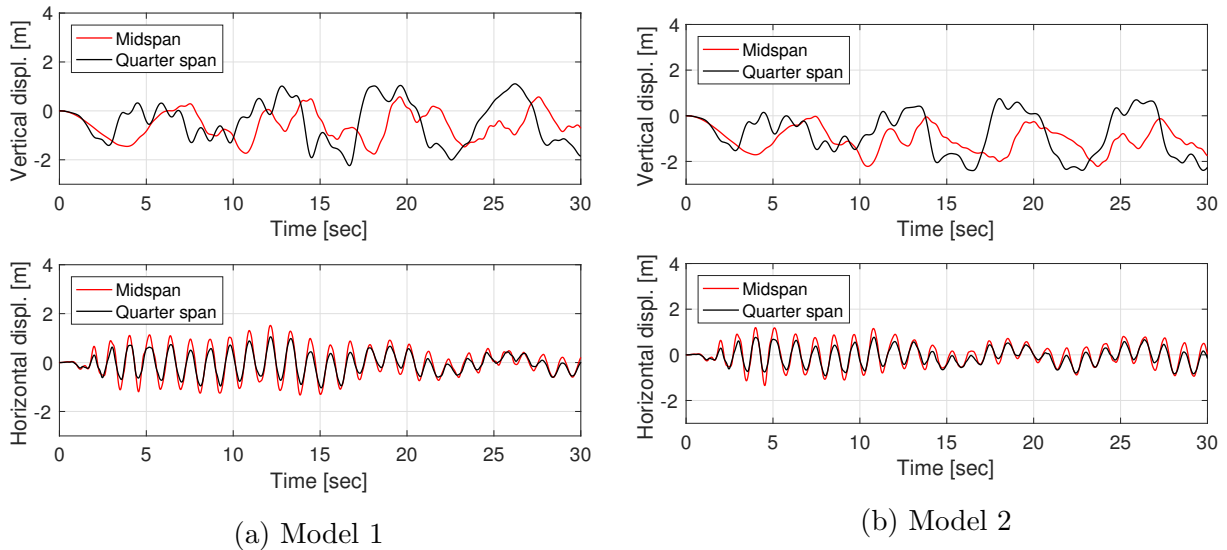 4
2
0
-2
Vertical displ. [m]
Midspan
Quarter span
0 5 10 15 20 25 30
Time [sec]
4
2
0
-2
Horizontal displ. [m]
Midspan
Quarter span
0 5 10 15 20 25 30
Time [sec]
(a) Model 1
4
2
0
-2
Vertical displ. [m]
Midspan
Quarter span
0 5 10 15 20 25 30
Time [sec]
4
2
0
-2
Horizontal displ. [m]
Midspan
Quarter span
0 5 10 15 20 25 30
Time [sec]
(b) Model 2